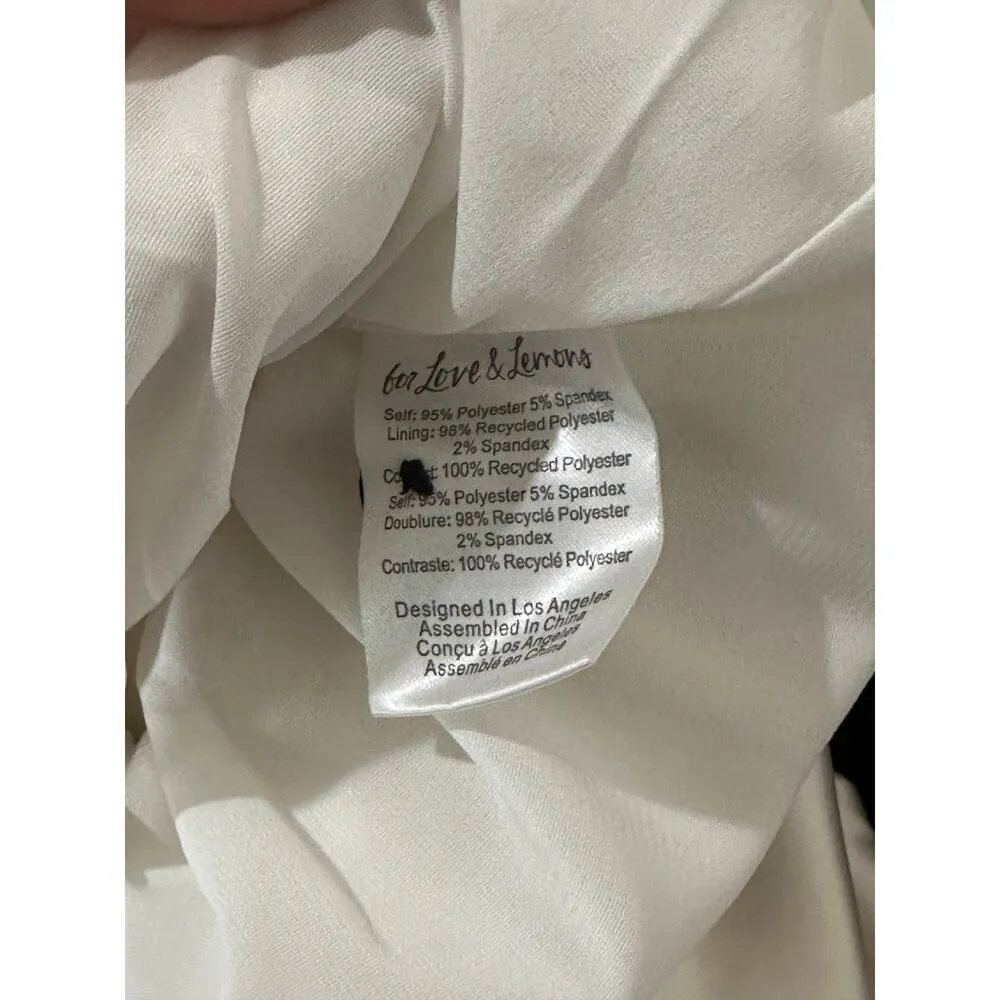 for Love & Lemons
Self: 95% Polyester 5% Spandex
Lining: 98% Recycled Polyester
2% Spandex
100% Recycled Polyester
Self: 95% Polyester 5% Spandex
Doublure: 98% Recyclé Polyester
2% Spandex
Contraste: 100% Recyclé Polyester
Designed In Los Angeles
Assembled In China
Conçu à Los Angeles
Assemblé en Chine